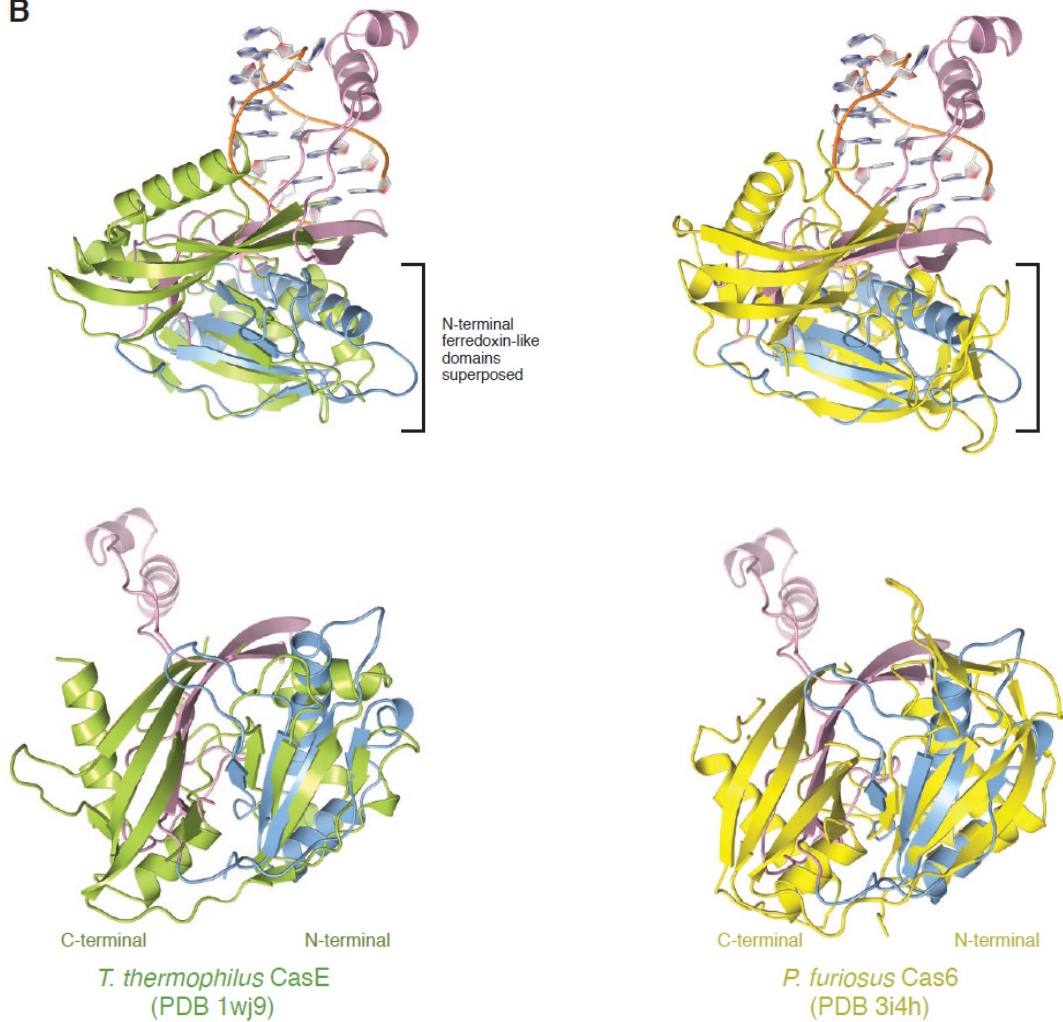 B
N-terminal
ferredoxin-like
domains
superposed
C-terminal
N-terminal
C-terminal
N-terminal
T. thermophilus CasE
(PDB 1wj9)
P. furiosus Cas6
(PDB 3i4h)